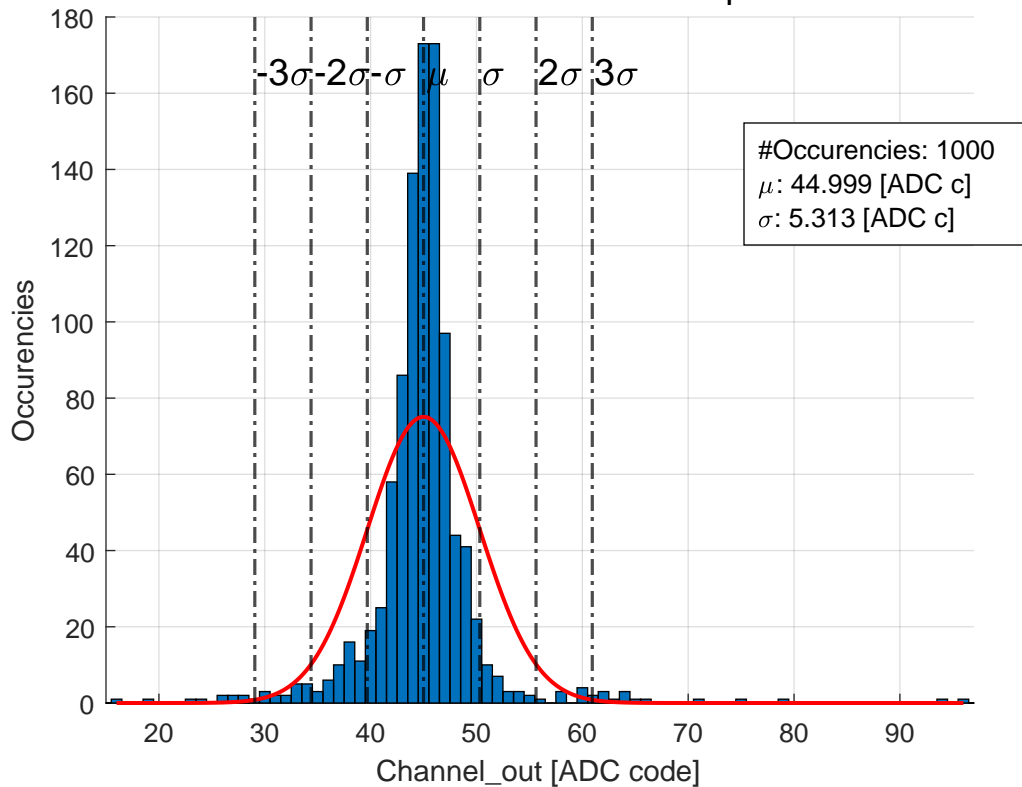 180
160
140
120
100
80
60
40
20
0
Occurencies
-3σ -2σ -σ μ σ 2σ 3σ
#Occurencies: 1000
μ: 44.999 [ADC c]
σ: 5.313 [ADC c]
20 30 40 50 60 70 80 90
Channel_out [ADC code]